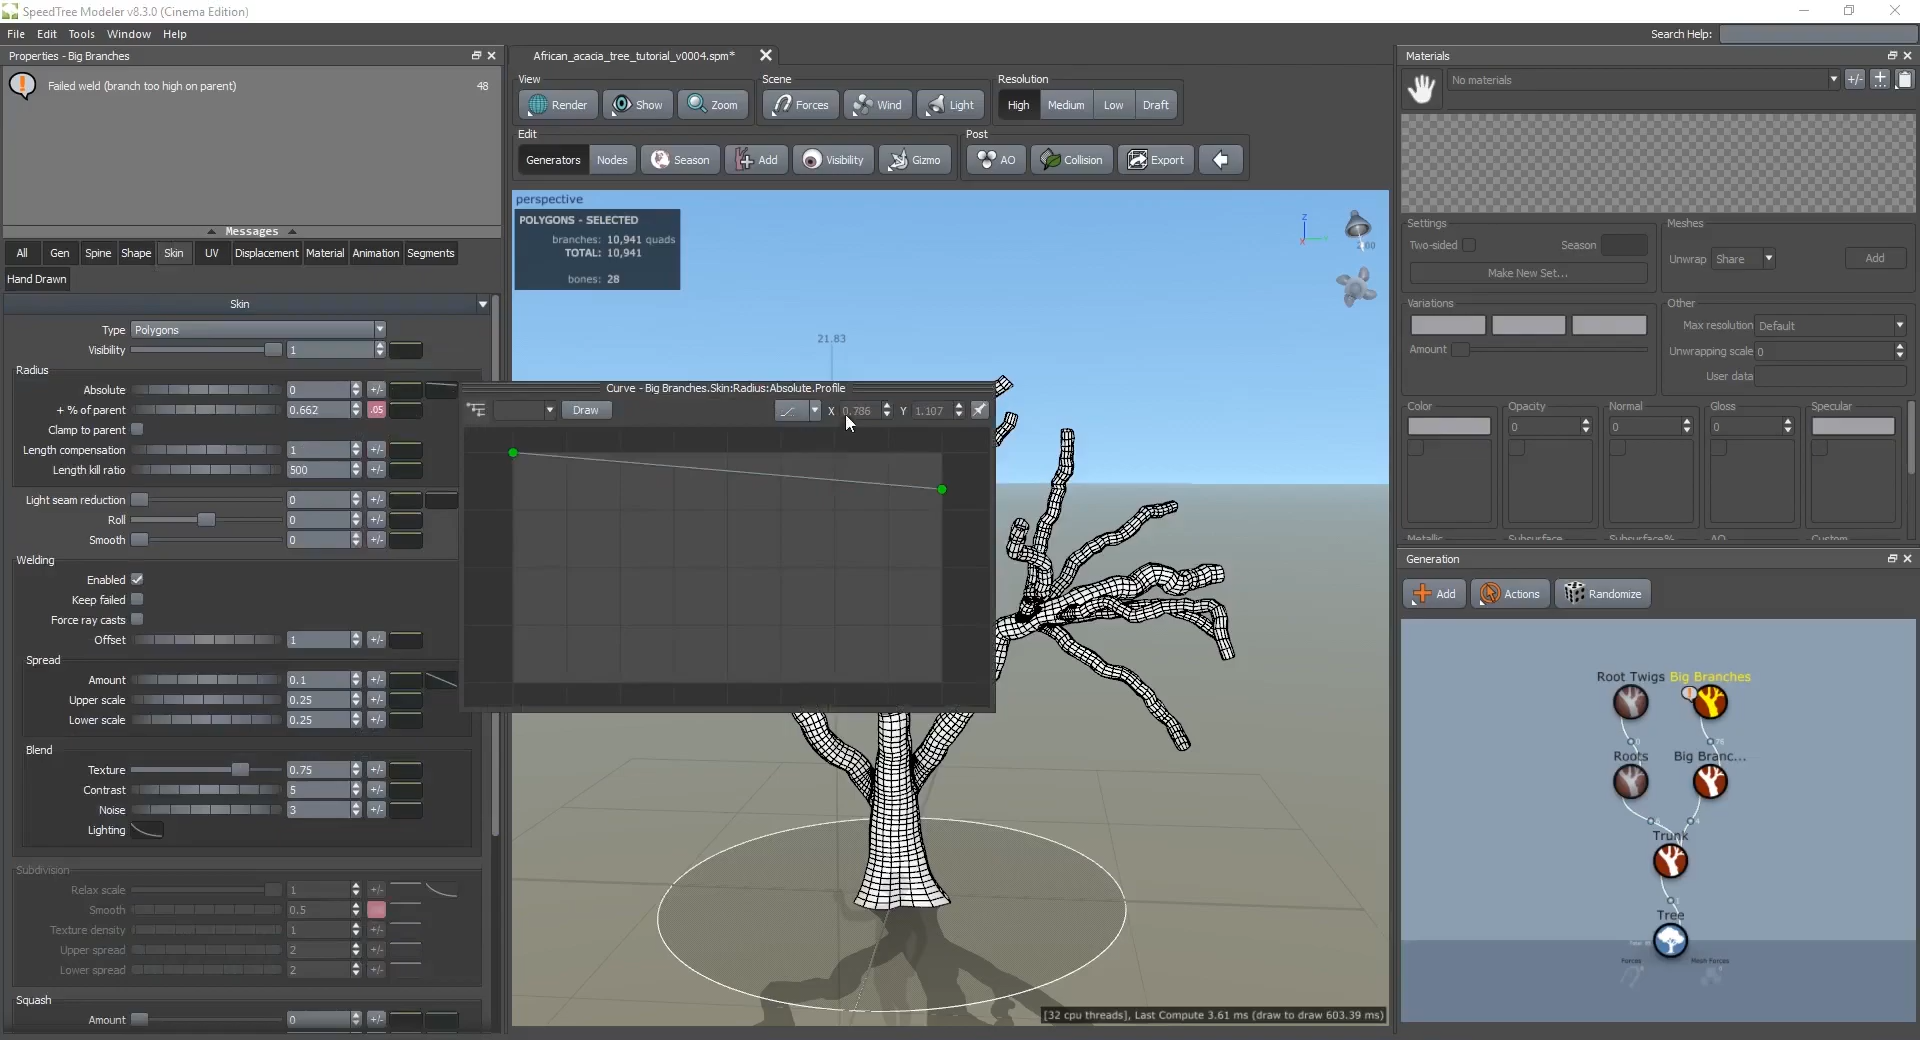 SpeedTree Modeler v8.3.0 (Cinema Edition)
File Edit Tools Window Help
Search Help:
Properties - Big Branches
Failed weld (branch too high on parent) 48
Messages
All Gen Spine Shape Skin UV Displacement Material Animation Segments
Hand Drawn
Skin
Type Polygons
Visibility 1
Radius
Absolute 0 +/-
+ % of parent 0.662 .05
Clamp to parent
Length compensation 1 +/-
Length kill ratio 500 +/-
Light seam reduction 0 +/-
Roll 0 +/-
Smooth 0 +/-
Welding
Enabled
Keep failed
Force ray casts
Offset 1 +/-
Spread
Amount 0.1 +/-
Upper scale 0.25 +/-
Lower scale 0.25 +/-
Blend
Texture 0.75 +/-
Contrast 5 +/-
Noise 3 +/-
Lighting
Subdivision
Relax scale 1 +/-
Smooth 0.5
Texture density 1 +/-
Upper spread 2 +/-
Lower spread 2 +/-
Squash
Amount 0 +/-
African_acacia_tree_tutorial_v0004.spm*
View Scene Resolution
Render Show Zoom Forces Wind Light High Medium Low Draft
Edit Post
Generators Nodes Season Add Visibility Gizmo AO Collision Export
perspective
POLYGONS - SELECTED
branches: 10,941 quads
TOTAL: 10,941
bones: 28
z
x
21.83
Curve - Big Branches.Skin:Radius:Absolute.Profile
Draw X 0.786 Y 1.107
[32 cpu threads], Last Compute 3.61 ms (draw to draw 603.39 ms)
Materials
No materials +/-
Settings Meshes
Two-sided Season
Unwrap Share Add
Make New Set...
Variations Other
Max resolution Default
Amount
Unwrapping scale 0
User data
Color Opacity Normal Gloss Specular
0 0 0
Metallic Subsurface Subsurface% AO Custom
Generation
Add Actions Randomize
Root Twigs Big Branches
Roots Big Branc...
Trunk
Tree
Forces Mesh Forces